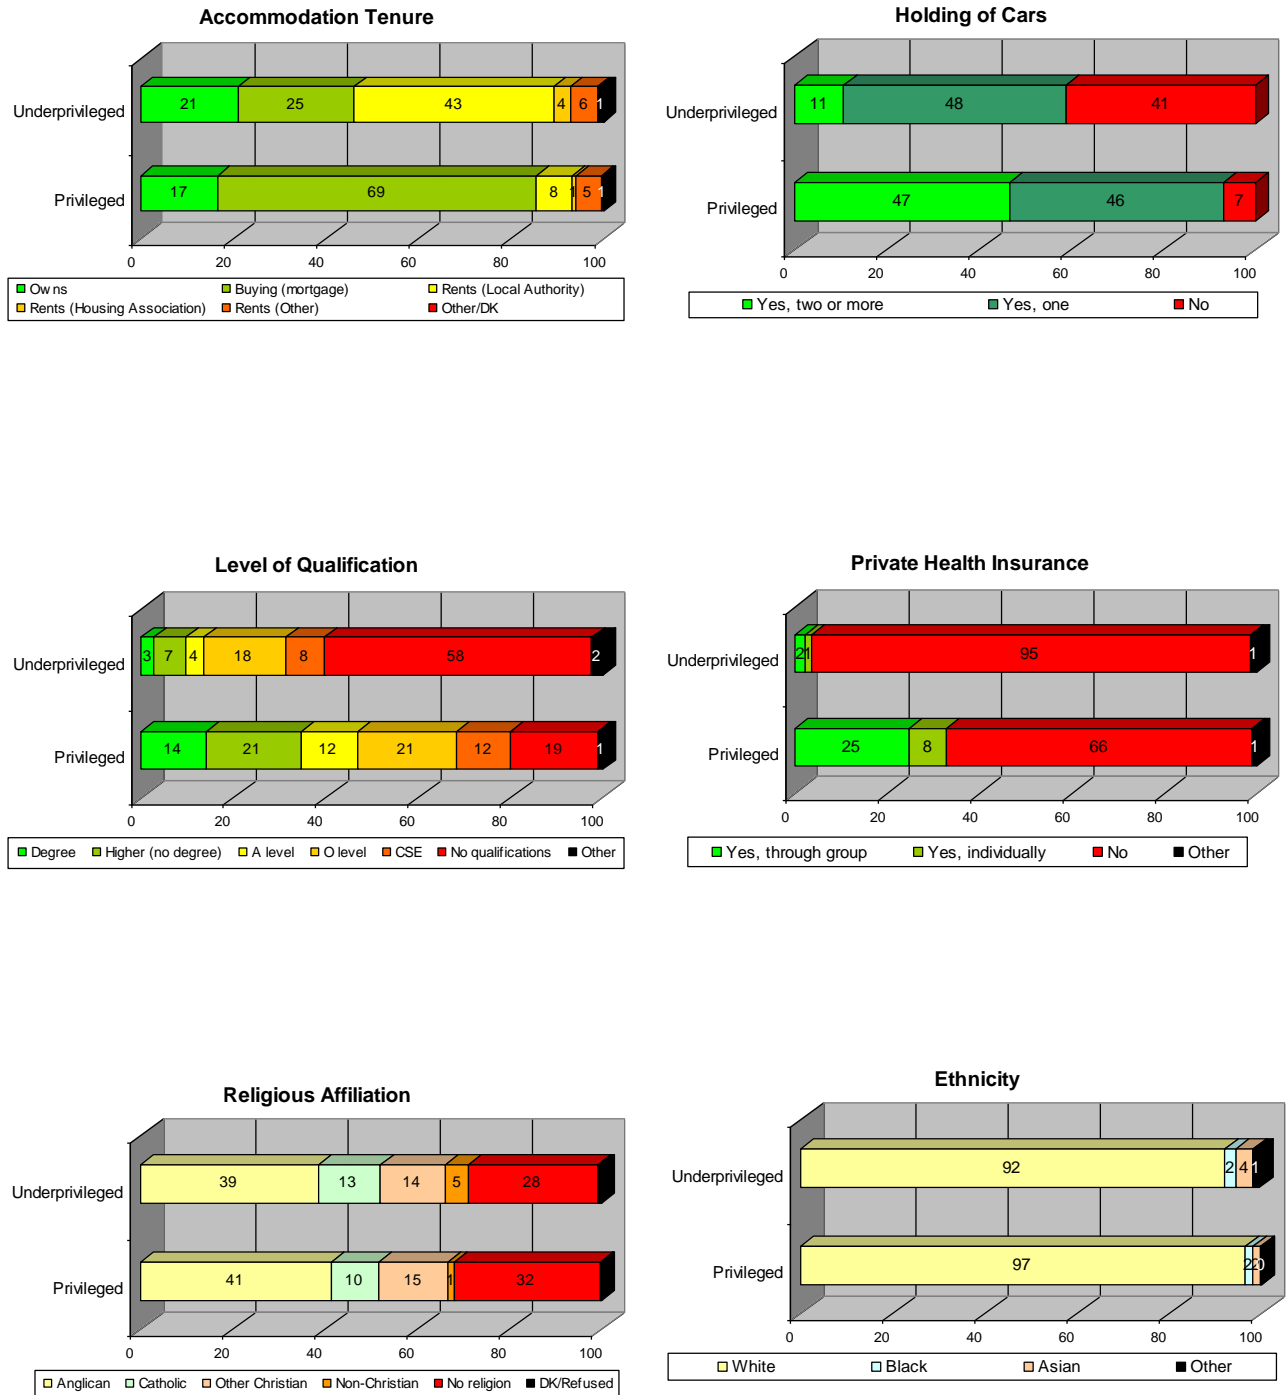 Accommodation Tenure
Underprivileged
21 25 43 4 6 1
Privileged
17 69 8 1 5 1
0 20 40 60 80 100
Owns Buying (mortgage) Rents (Local Authority)
Rents (Housing Association) Rents (Other) Other/DK
Holding of Cars
Underprivileged
11 48 41
Privileged
47 46 7
0 20 40 60 80 100
Yes, two or more Yes, one No
Level of Qualification
Underprivileged
3 7 4 18 8 58 2
Privileged
14 21 12 21 12 19 1
0 20 40 60 80 100
Degree Higher (no degree) A level O level CSE No qualifications Other
Private Health Insurance
Underprivileged
2 1 95 1
Privileged
25 8 66 1
0 20 40 60 80 100
Yes, through group Yes, individually No Other
Religious Affiliation
Underprivileged
39 13 14 5 28
Privileged
41 10 15 1 32
0 20 40 60 80 100
Anglican Catholic Other Christian Non-Christian No religion DK/Refused
Ethnicity
Underprivileged
92 2 4 1
Privileged
97 2 2 0
0 20 40 60 80 100
White Black Asian Other